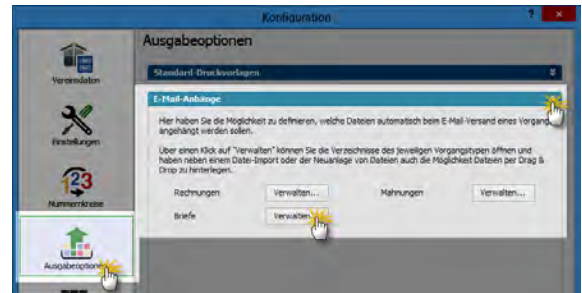 Konfiguration
?
Ausgabeoptionen
Vereinsdaten
Standard-Druckvorlagen
E-Mail-Anhänge
Hier haben Sie die Möglichkeit zu definieren, welche Dateien automatisch beim E-Mail-Versand eines Vorgangs
angehängt werden sollen.
Einstellungen
Über einen Klick auf "Verwalten" können Sie die Verzeichnisse des jeweiligen Vorgangstypen öffnen und
haben neben einem Datei-Import oder der Neuanlage von Dateien auch die Möglichkeit Dateien per Drag &
Drop zu hinterlegen.
123
Rechnungen Verwalten... Mahnungen Verwalten...
Nummernkreise
Briefe Verwalten
Ausgabeoptionen